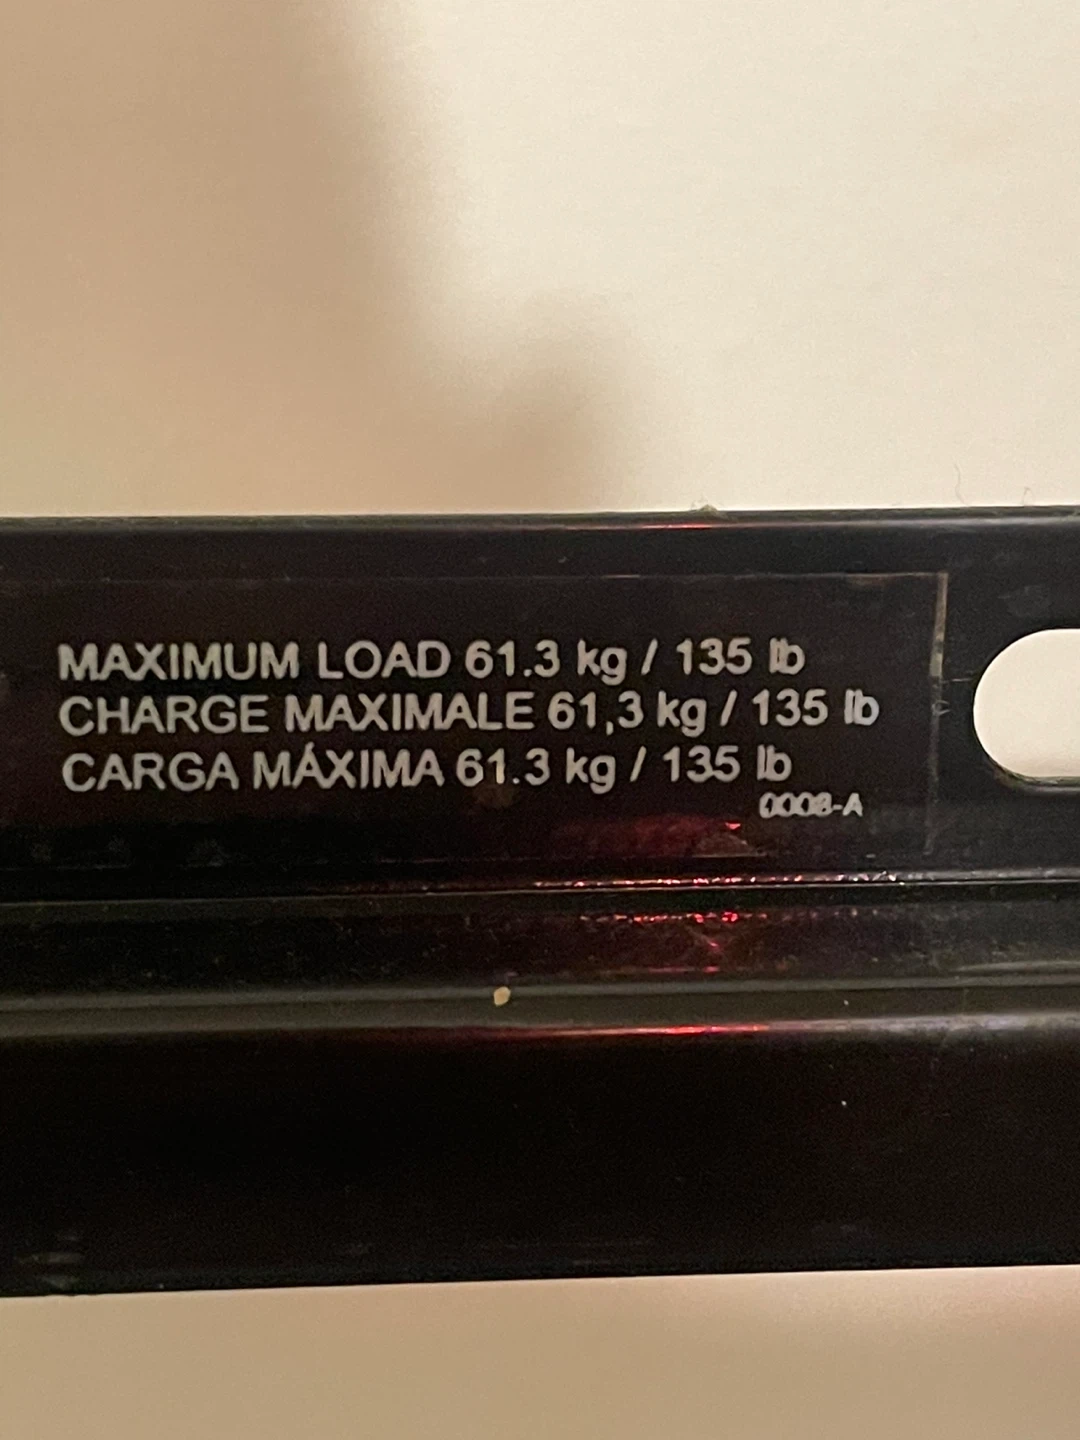 MAXIMUM LOAD 61.3 kg / 135 lb
CHARGE MAXIMALE 61,3 kg / 135 lb
CARGA MÁXIMA 61.3 kg / 135 lb
0008-A